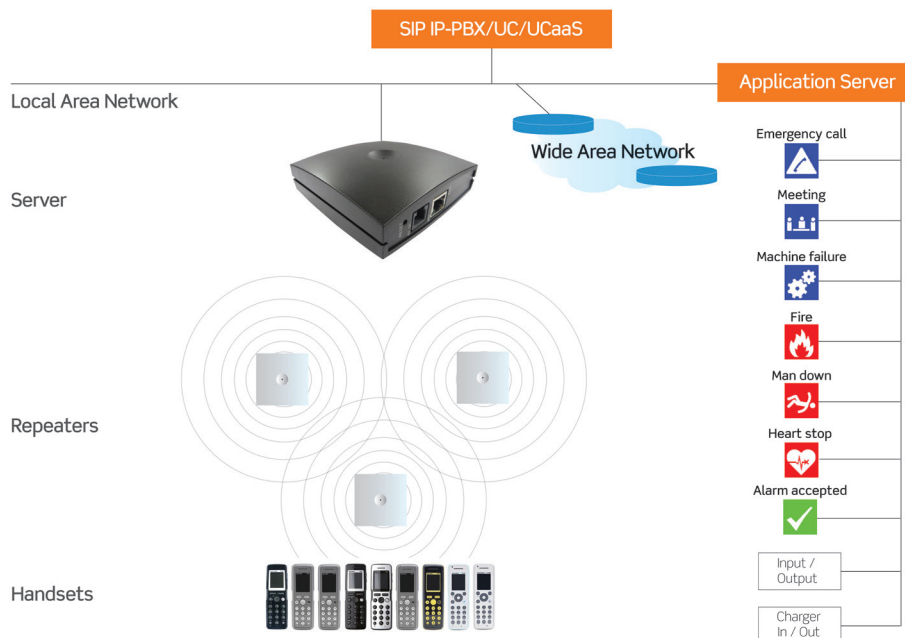 SIP IP-PBX/UC/UCaaS
Local Area Network
Application Server
Wide Area Network
Emergency call
Server
Meeting
Machine failure
Fire
Man down
Repeaters
Heart stop
Alarm accepted
Input /
Output
Handsets
Charger
In / Out